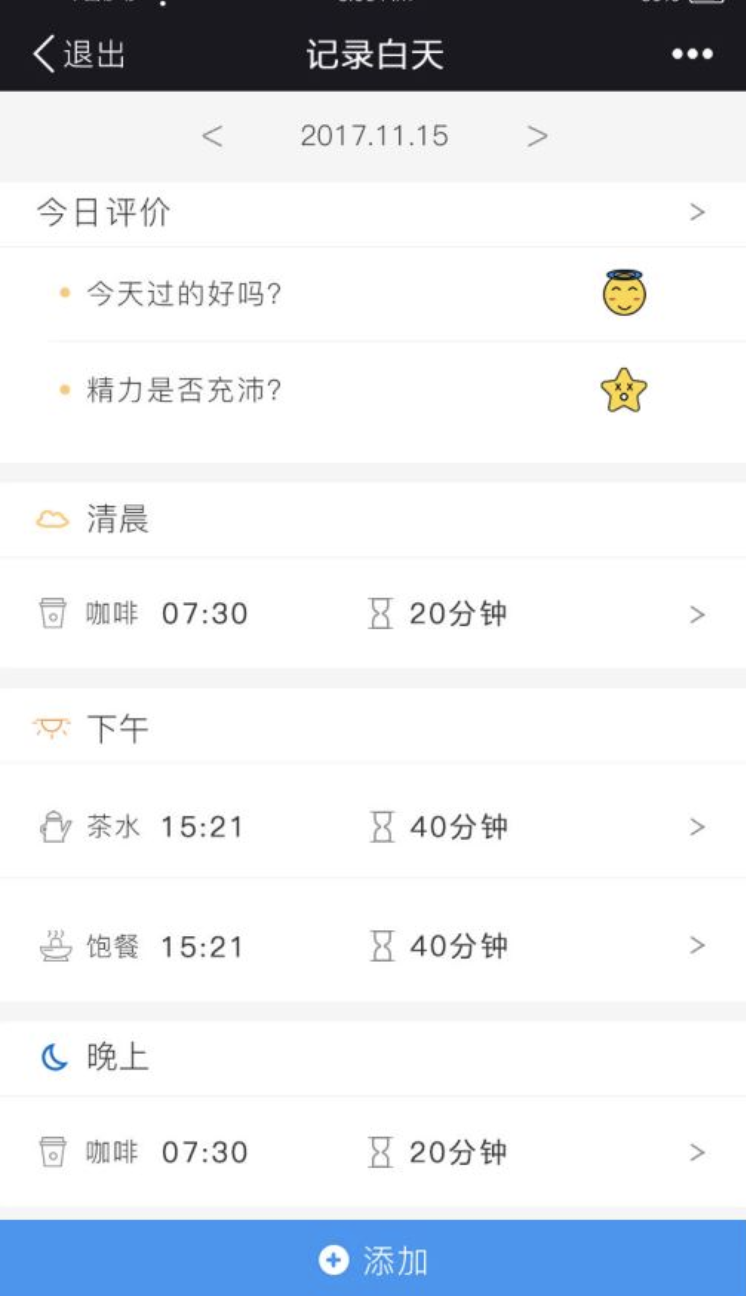 退出 记录白天
< 2017.11.15 >
今日评价 >
今天过的好吗?
精力是否充沛?
清晨
咖啡 07:30 20分钟 >
下午
茶水 15:21 40分钟 >
饱餐 15:21 40分钟 >
晚上
咖啡 07:30 20分钟 >
添加